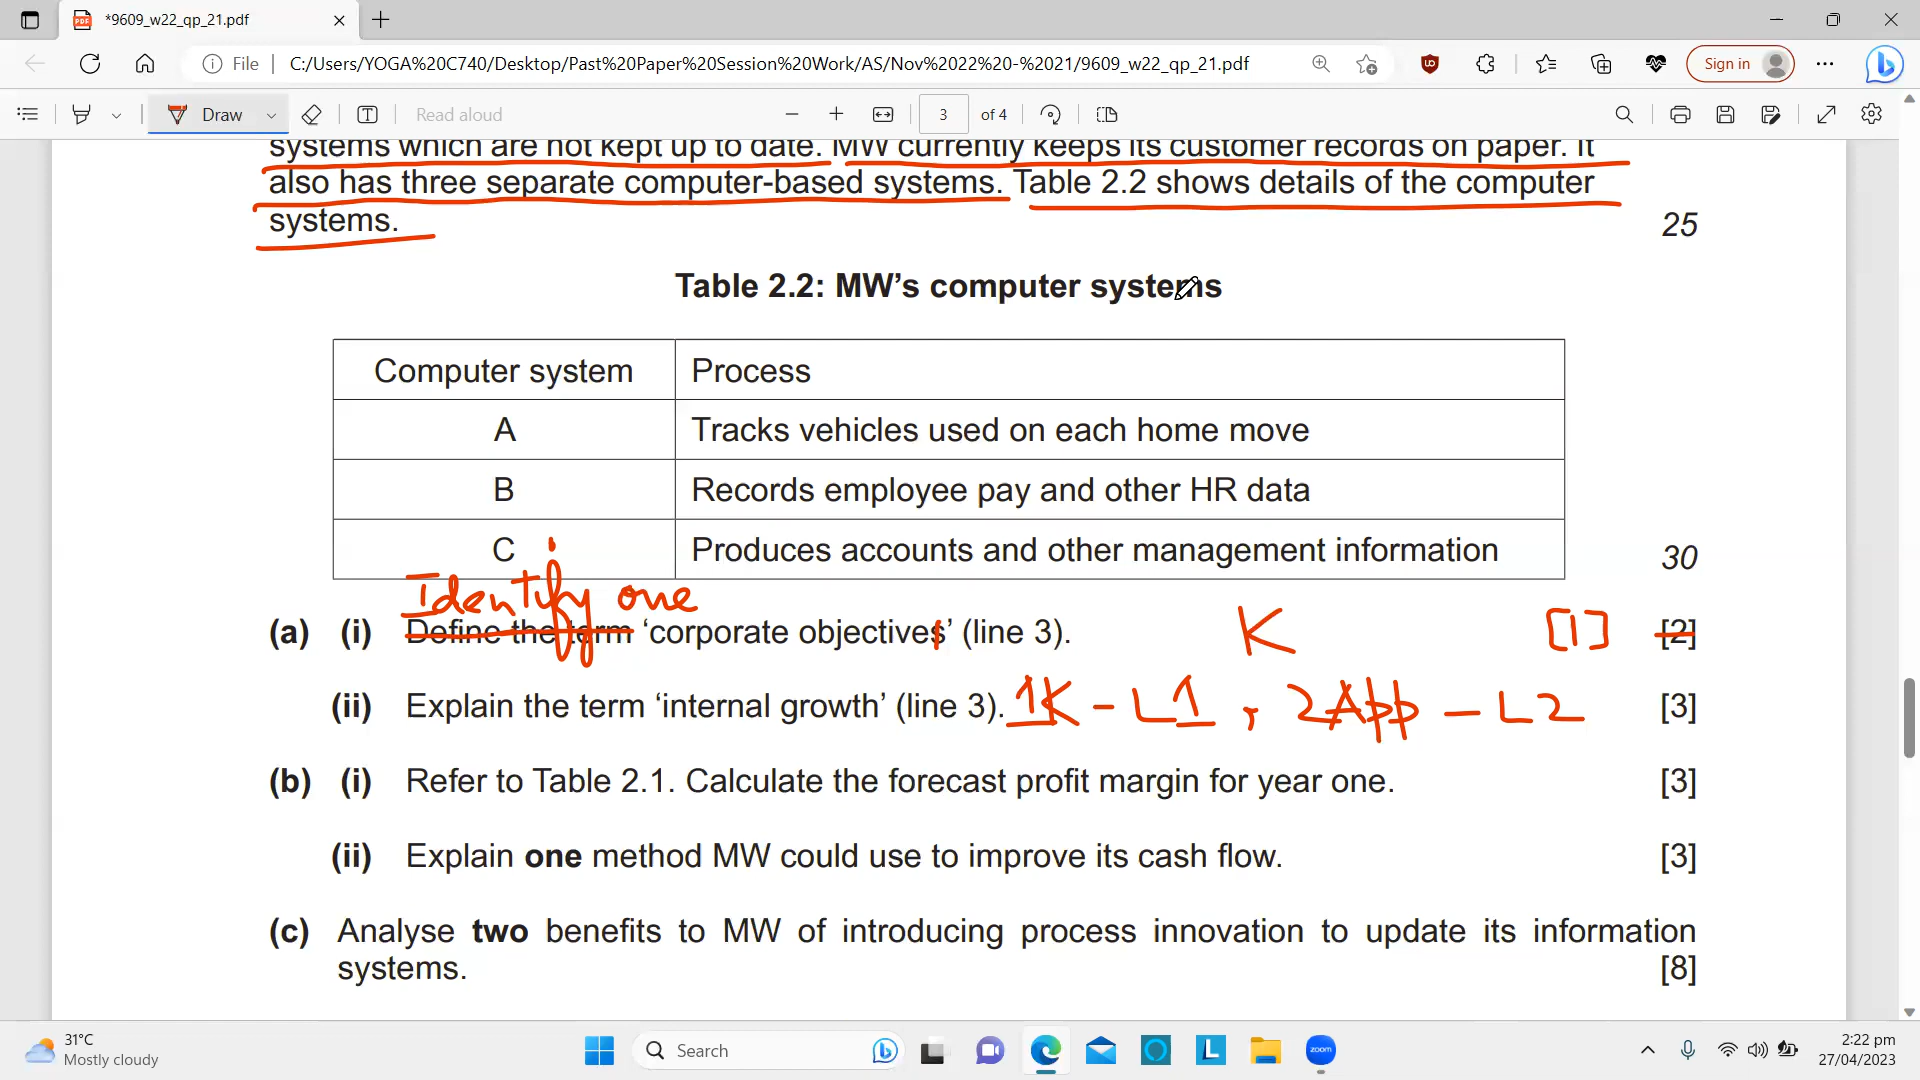 *9609_w22_qp_21.pdf
File
C:/Users/YOGA%20C740/Desktop/Past%20Paper%20Session%20Work/AS/Nov%2022%20-%2021/9609_w22_qp_21.pdf
Sign in
Draw
Read aloud
3 of 4
systems which are not kept up to date. MW currently keeps its customer records on paper. It
also has three separate computer-based systems. Table 2.2 shows details of the computer
systems. 25
Table 2.2: MW's computer systems
Computer system Process
A Tracks vehicles used on each home move
B Records employee pay and other HR data
C Produces accounts and other management information 30
Identify one
(a) (i) Define the term ‘corporate objectives’ (line 3). K [1] [2]
(ii) Explain the term ‘internal growth’ (line 3). 1K - L1, 2App - L2 [3]
(b) (i) Refer to Table 2.1. Calculate the forecast profit margin for year one. [3]
(ii) Explain one method MW could use to improve its cash flow. [3]
(c) Analyse two benefits to MW of introducing process innovation to update its information
systems. [8]
31°C
Mostly cloudy
Search
zoom
2:22 pm
27/04/2023